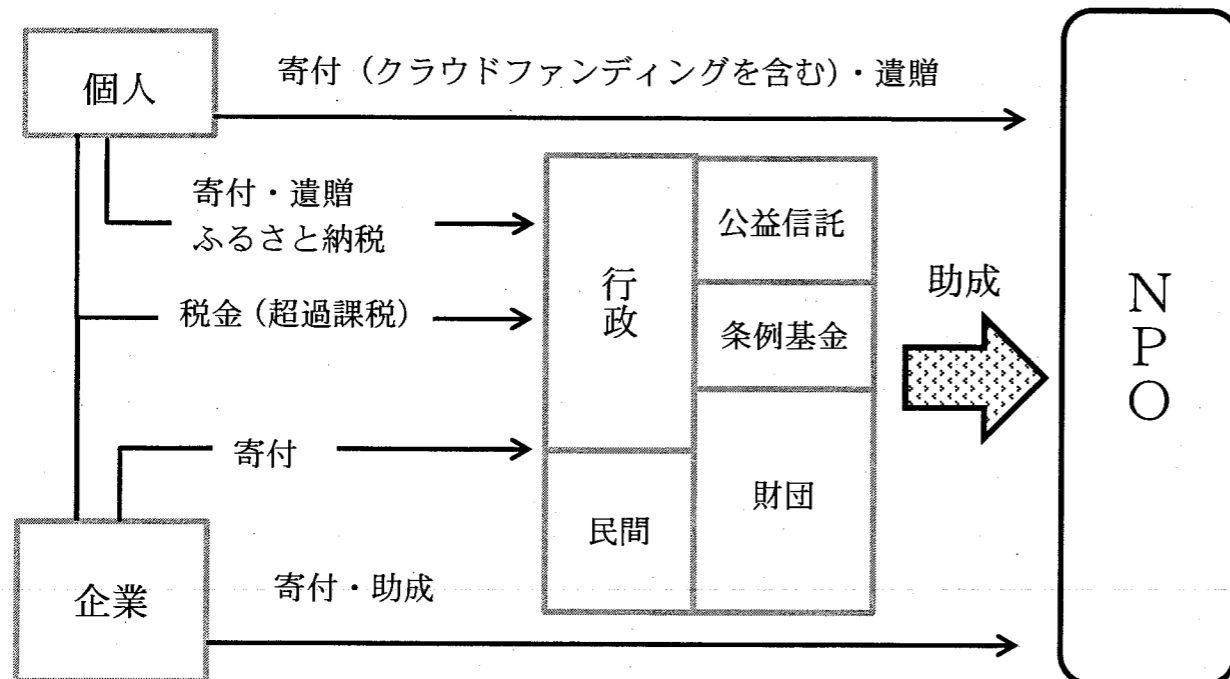 個人
寄付（クラウドファンディングを含む）・遺贈
寄付・遺贈
ふるさと納税
税金（超過課税）
寄付
企業
寄付・助成
行政
民間
公益信託
条例基金
財団
助成
NPO